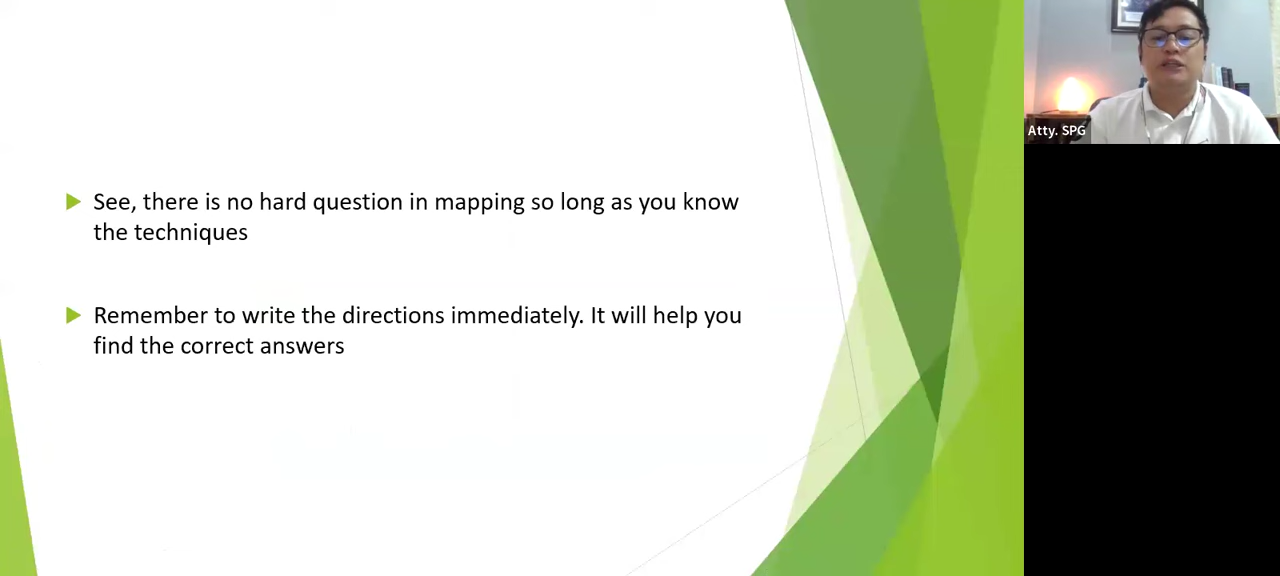 See, there is no hard question in mapping so long as you know
the techniques
Remember to write the directions immediately. It will help you
find the correct answers
Atty. SPG